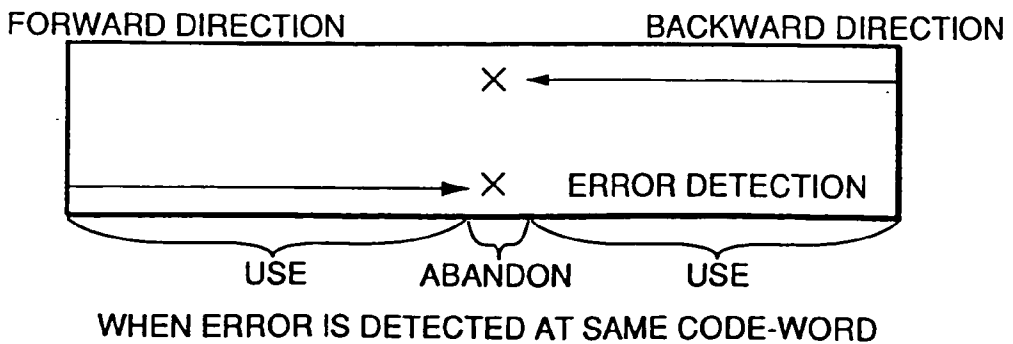 FORWARD DIRECTION BACKWARD DIRECTION
ERROR DETECTION
USE ABANDON USE
WHEN ERROR IS DETECTED AT SAME CODE-WORD